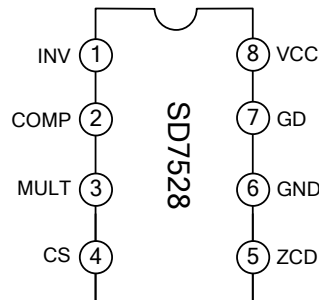 INV 1 8 VCC
COMP 2 7 GD
MULT 3 6 GND
CS 4 5 ZCD
SD7528